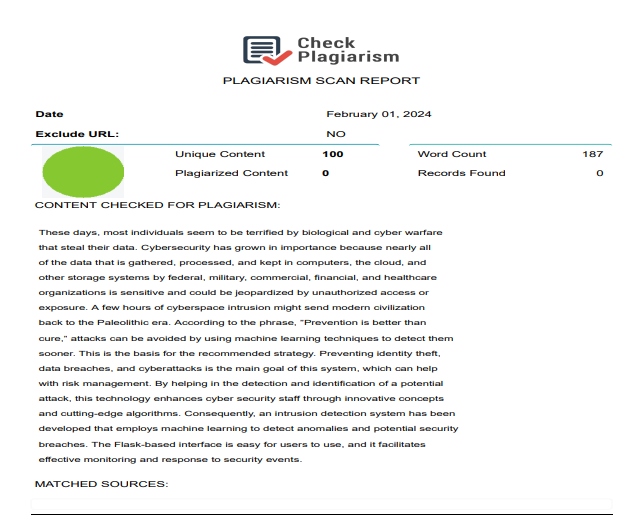 Check
Plagiarism
PLAGIARISM SCAN REPORT
Date February 01, 2024
Exclude URL: NO
Unique Content 100 Word Count 187
Plagiarized Content 0 Records Found 0
CONTENT CHECKED FOR PLAGIARISM:
These days, most individuals seem to be terrified by biological and cyber warfare
that steal their data. Cybersecurity has grown in importance because nearly all
of the data that is gathered, processed, and kept in computers, the cloud, and
other storage systems by federal, military, commercial, financial, and healthcare
organizations is sensitive and could be jeopardized by unauthorized access or
exposure. A few hours of cyberspace intrusion might send modern civilization
back to the Paleolithic era. According to the phrase, "Prevention is better than
cure," attacks can be avoided by using machine learning techniques to detect them
sooner. This is the basis for the recommended strategy. Preventing identity theft,
data breaches, and cyberattacks is the main goal of this system, which can help
with risk management. By helping in the detection and identification of a potential
attack, this technology enhances cyber security staff through innovative concepts
and cutting-edge algorithms. Consequently, an intrusion detection system has been
developed that employs machine learning to detect anomalies and potential security
breaches. The Flask-based interface is easy for users to use, and it facilitates
effective monitoring and response to security events.
MATCHED SOURCES: